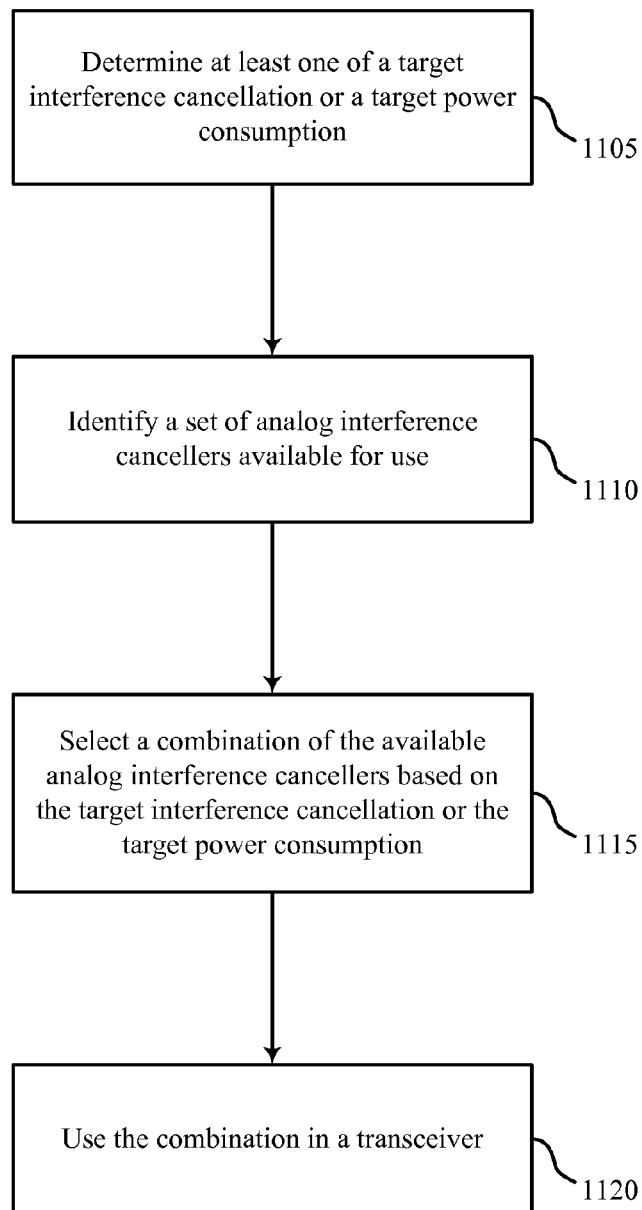 Determine at least one of a target
interference cancellation or a target power
consumption
1105
Identify a set of analog interference
cancellers available for use
1110
Select a combination of the available
analog interference cancellers based on
the target interference cancellation or the
target power consumption
1115
Use the combination in a transceiver
1120